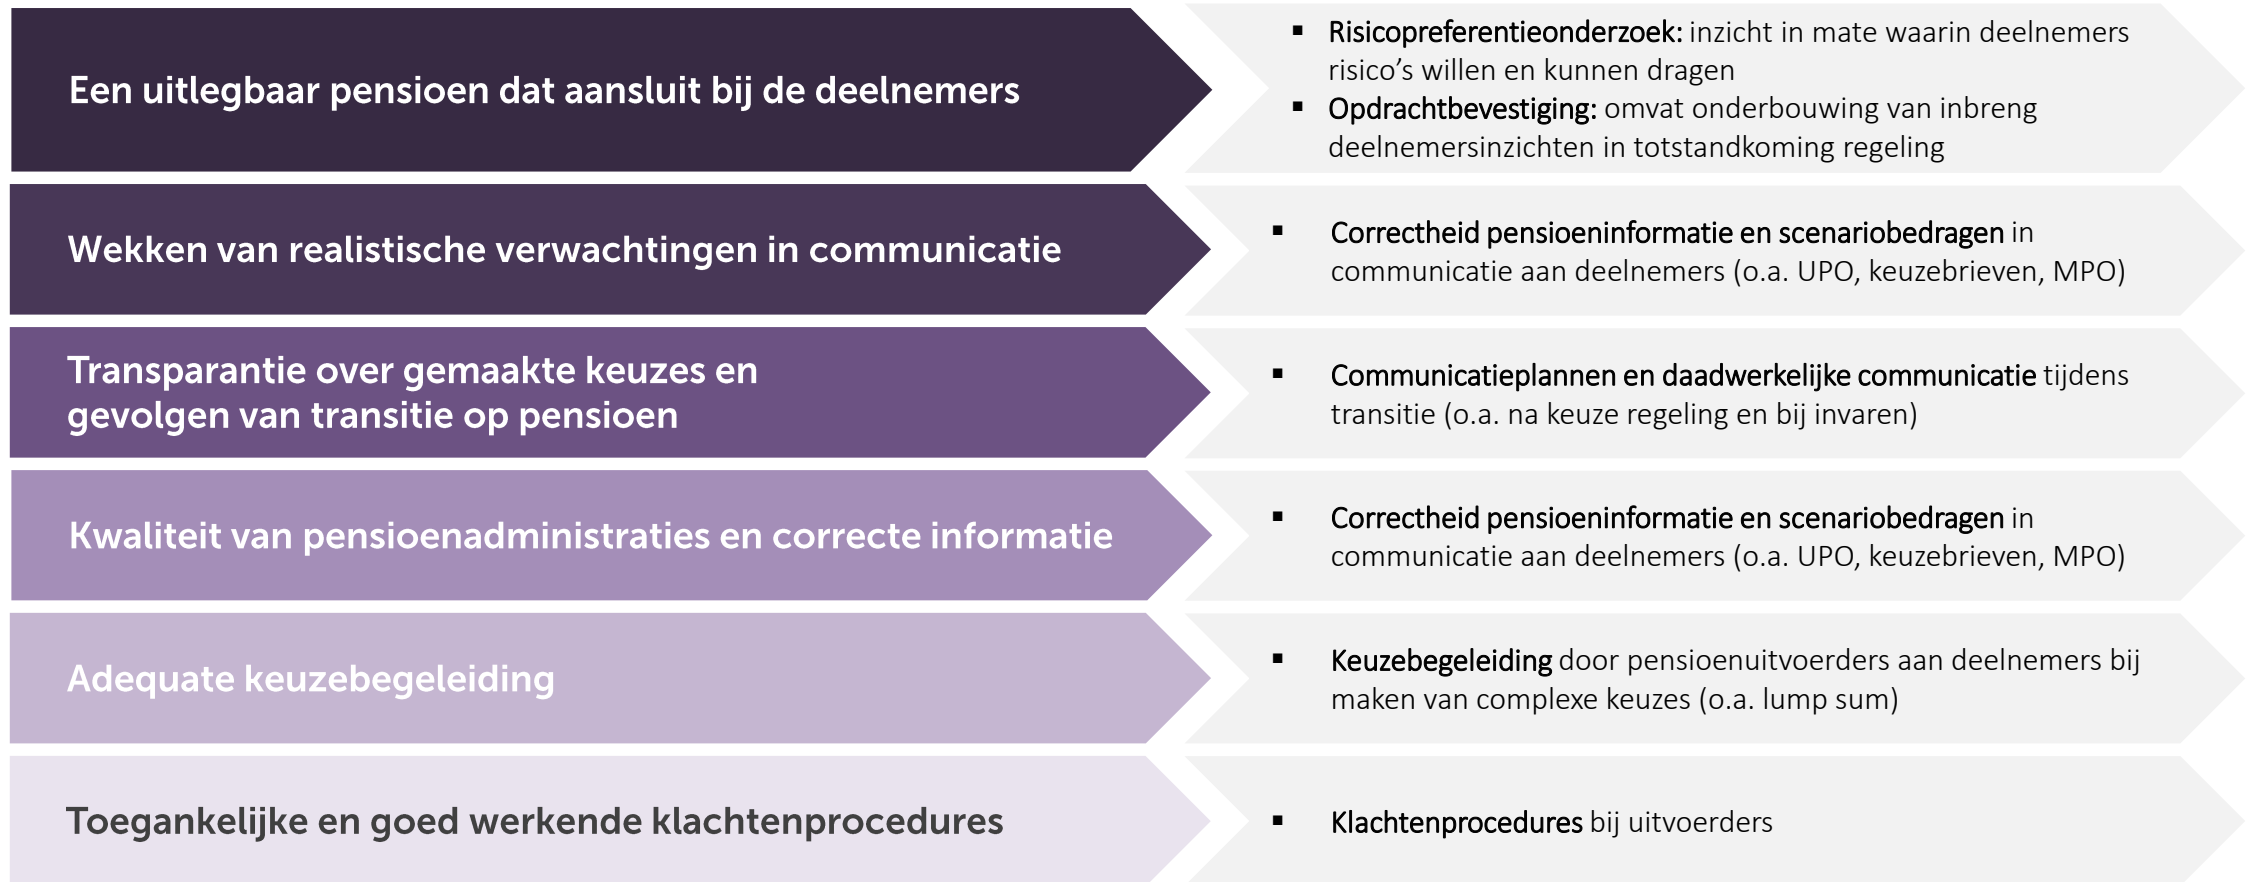 Een uitlegbaar pensioen dat aansluit bij de deelnemers
▪ Risicopreferentieonderzoek: inzicht in mate waarin deelnemers
risico’s willen en kunnen dragen
▪ Opdrachtbevestiging: omvat onderbouwing van inbreng
deelnemersinzichten in totstandkoming regeling
Wekken van realistische verwachtingen in communicatie
▪ Correctheid pensioeninformatie en scenariobedragen in
communicatie aan deelnemers (o.a. UPO, keuzebrieven, MPO)
Transparantie over gemaakte keuzes en
gevolgen van transitie op pensioen
▪ Communicatieplannen en daadwerkelijke communicatie tijdens
transitie (o.a. na keuze regeling en bij invaren)
Kwaliteit van pensioenadministraties en correcte informatie
▪ Correctheid pensioeninformatie en scenariobedragen in
communicatie aan deelnemers (o.a. UPO, keuzebrieven, MPO)
Adequate keuzebegeleiding
▪ Keuzebegeleiding door pensioenuitvoerders aan deelnemers bij
maken van complexe keuzes (o.a. lump sum)
Toegankelijke en goed werkende klachtenprocedures
▪ Klachtenprocedures bij uitvoerders